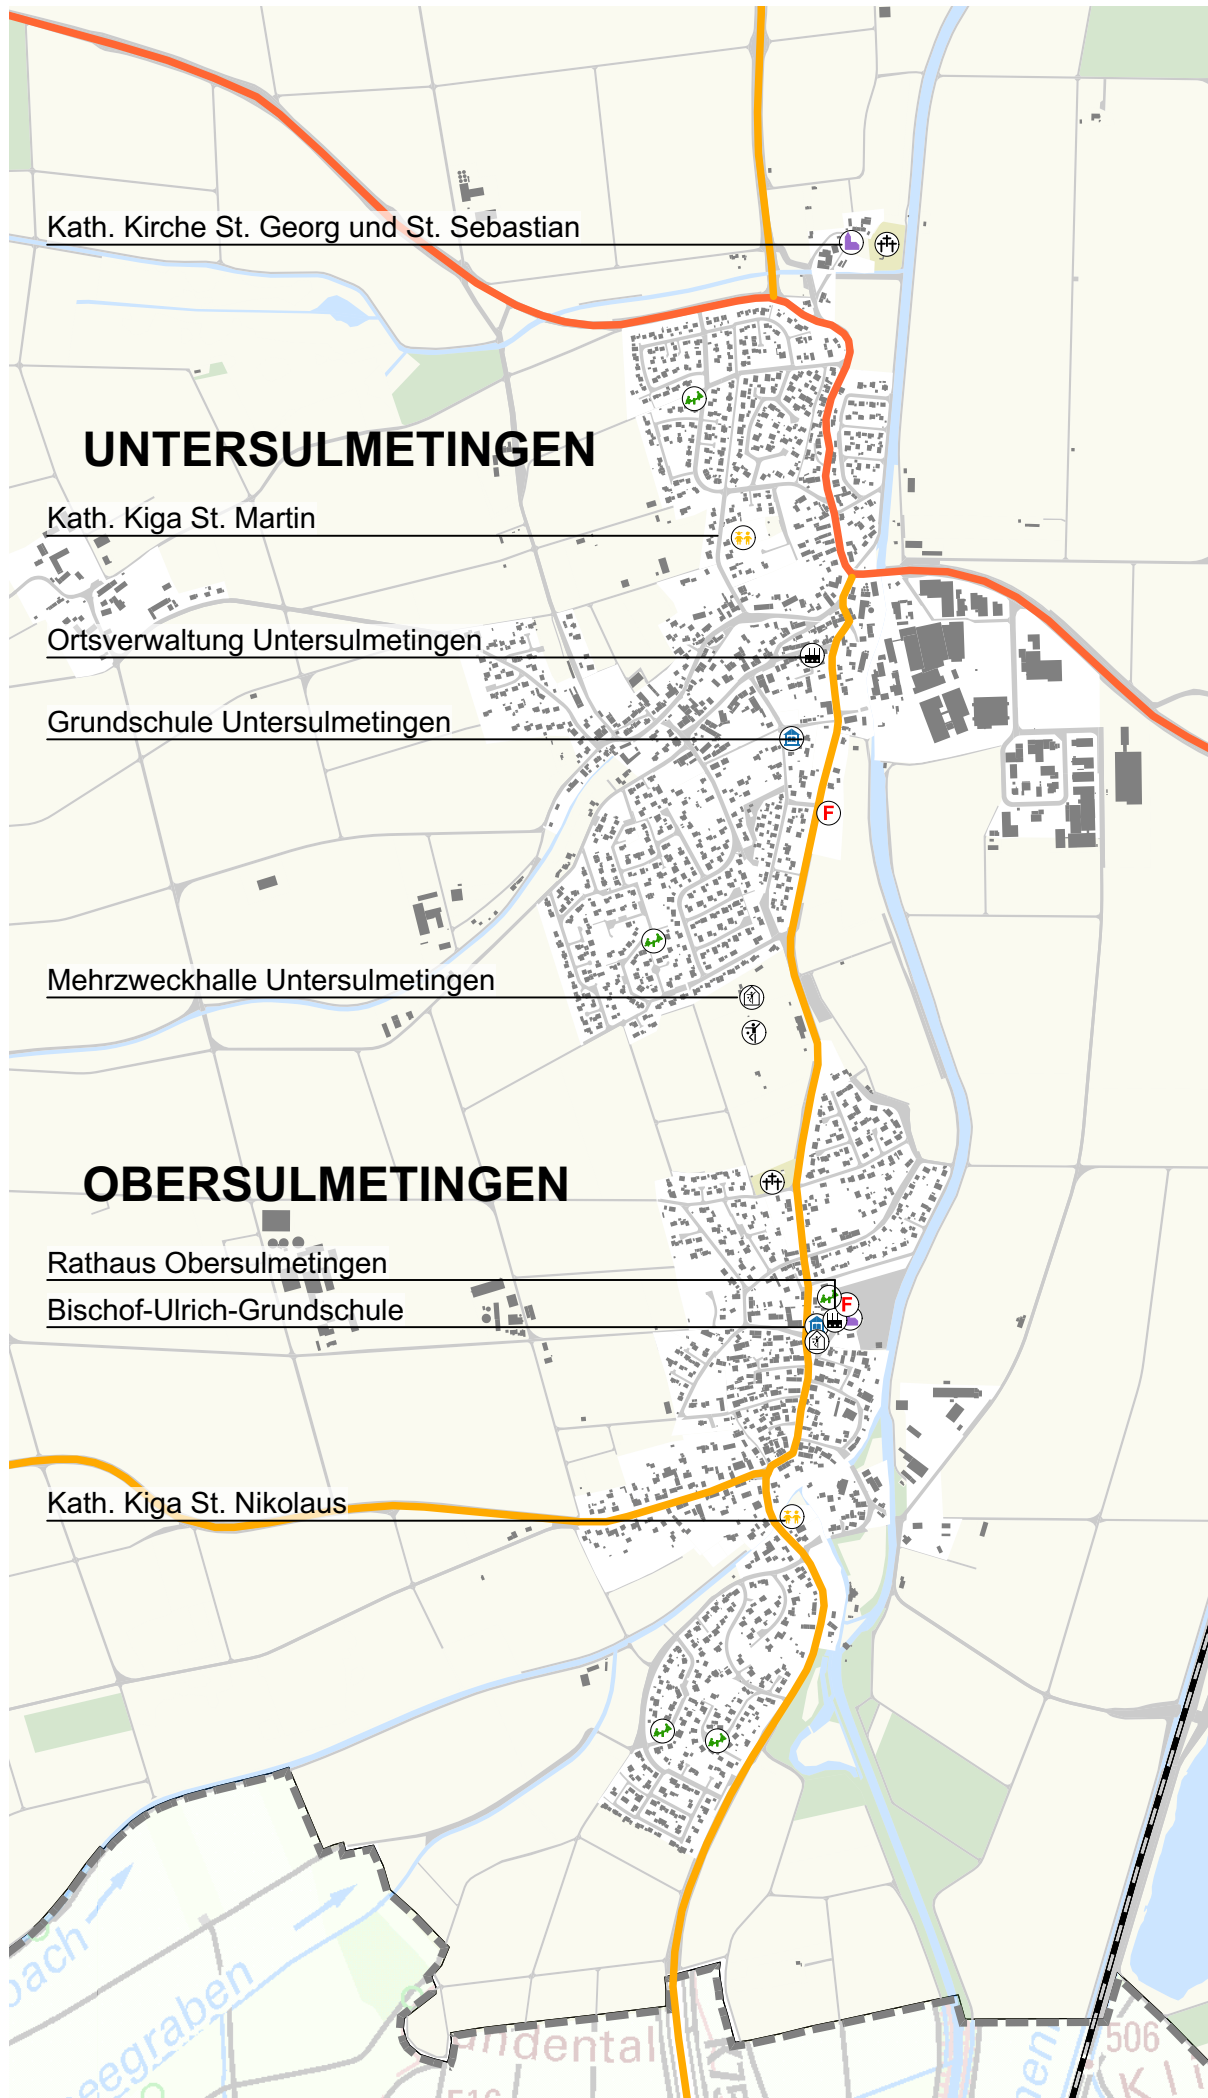 Kath. Kirche St. Georg und St. Sebastian
UNTERSULMETINGEN
Kath. Kiga St. Martin
Ortsverwaltung Untersulmetingen
Grundschule Untersulmetingen
F
Mehrzweckhalle Untersulmetingen
OBERSULMETINGEN
Rathaus Obersulmetingen
F
Bischof-Ulrich-Grundschule
Kath. Kiga St. Nikolaus
506